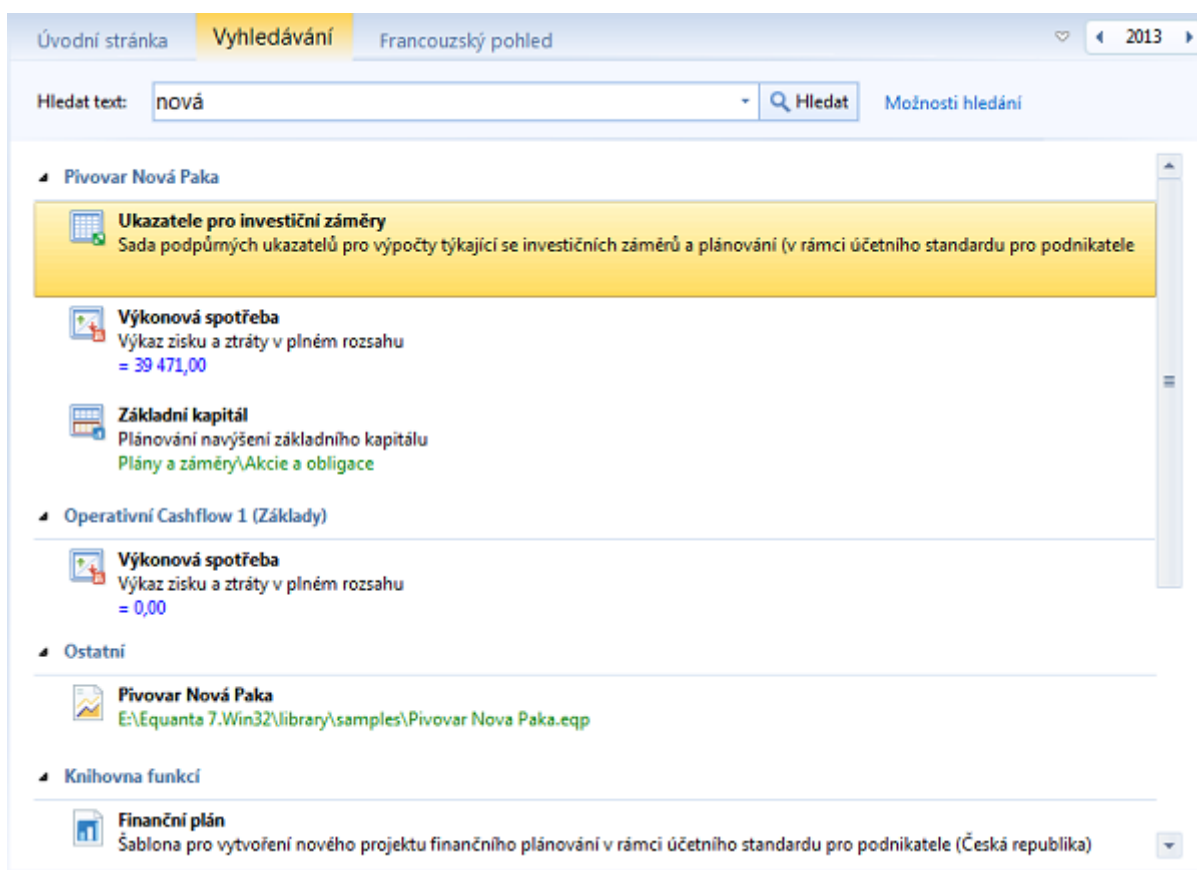 Úvodní stránka Vyhledávání Francouzský pohled 2013
Hledat text: nová Hledat Možnosti hledání
Pivovar Nová Paka
Ukazatele pro investiční záměry
Sada podpůrných ukazatelů pro výpočty týkající se investičních záměrů a plánování (v rámci účetního standardu pro podnikatele
Výkonová spotřeba
Výkaz zisku a ztráty v plném rozsahu
= 39 471,00
Základní kapitál
Plánování navýšení základního kapitálu
Plány a záměry\Akcie a obligace
Operativní Cashflow 1 (Základy)
Výkonová spotřeba
Výkaz zisku a ztráty v plném rozsahu
= 0,00
Ostatní
Pivovar Nová Paka
E:\Equanta 7.Win32\library\samples\Pivovar Nova Paka.eqp
Knihovna funkcí
Finanční plán
Šablona pro vytvoření nového projektu finančního plánování v rámci účetního standardu pro podnikatele (Česká republika)